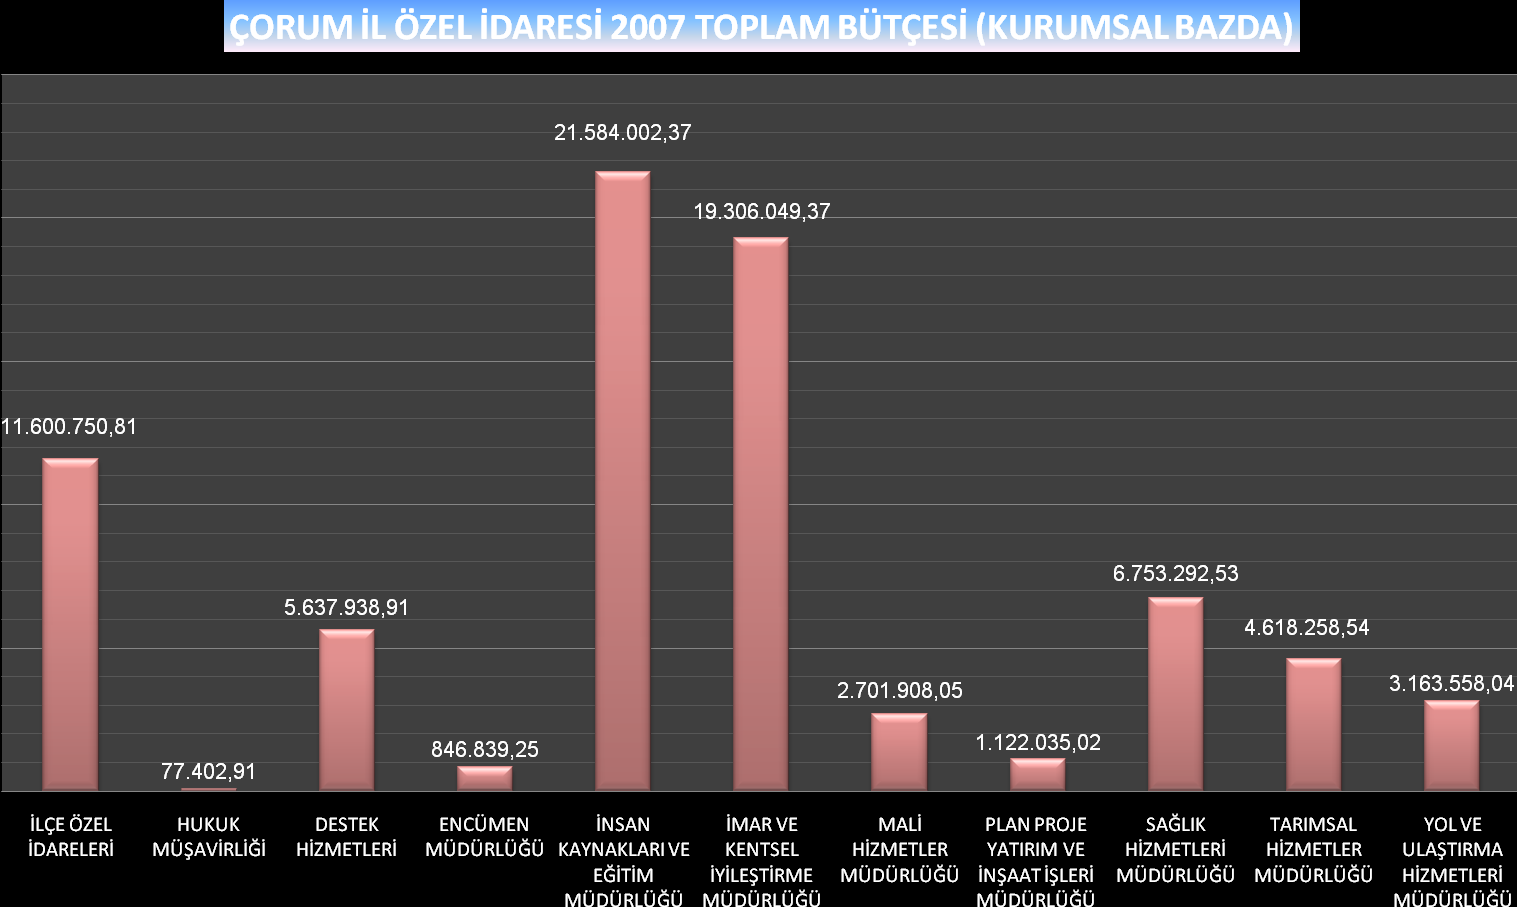 ÇORUM İL ÖZEL İDARESİ 2007 TOPLAM BÜTÇESİ (KURUMSAL BAZDA)
21.584.002,37
19.306.049,37
11.600.750,81
6.753.292,53
5.637.938,91
4.618.258,54
3.163.558,04
2.701.908,05
1.122.035,02
846.839,25
77.402,91
İLÇE ÖZEL
İDARELERİ
HUKUK
MÜŞAVİRLİĞİ
DESTEK
HİZMETLERİ
ENCÜMEN
MÜDÜRLÜĞÜ
İNSAN
KAYNAKLARI VE
EĞİTİM
MÜDÜRLÜĞÜ
İMAR VE
KENTSEL
İYİLEŞTİRME
MÜDÜRLÜĞÜ
MALİ
HİZMETLER
MÜDÜRLÜĞÜ
PLAN PROJE
YATIRIM VE
İNŞAAT İŞLERİ
MÜDÜRLÜĞÜ
SAĞLIK
HİZMETLERİ
MÜDÜRLÜĞÜ
TARIMSAL
HİZMETLER
MÜDÜRLÜĞÜ
YOL VE
ULAŞTIRMA
HİZMETLERİ
MÜDÜRLÜĞÜ